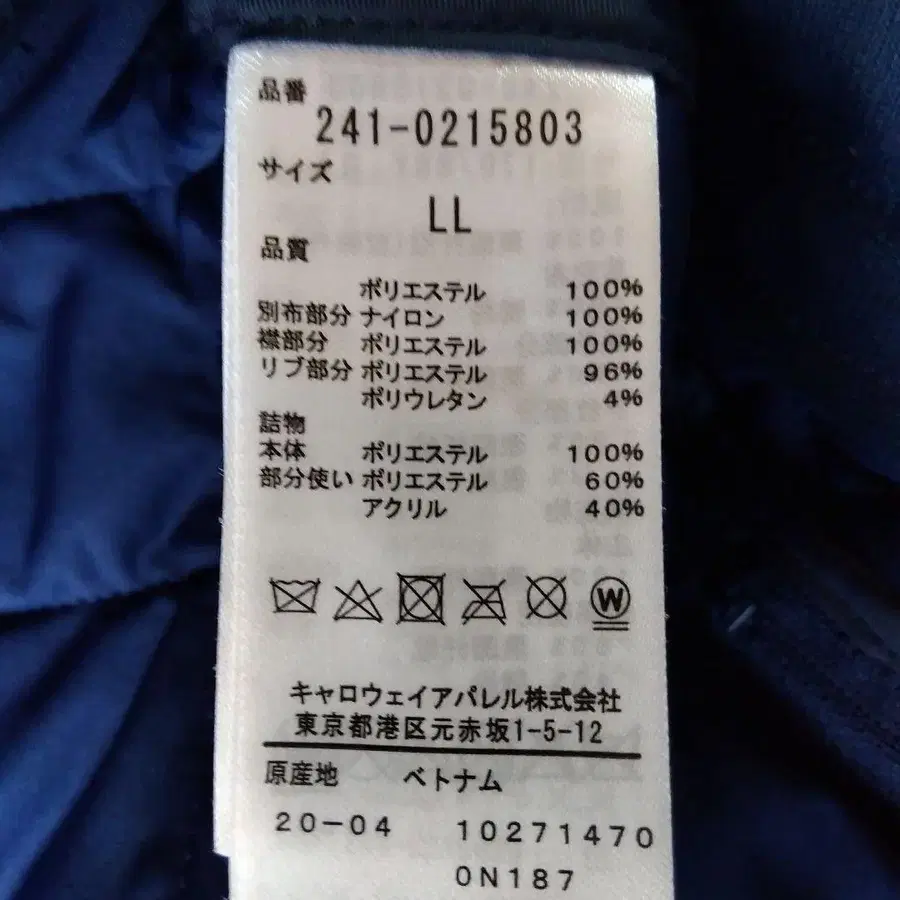 品番
241-0215803
サイズ
LL
品質
ポリエステル 100%
別布部分 ナイロン 100%
襟部分 ポリエステル 100%
リブ部分 ポリエステル 96%
ポリウレタン 4%
詰物
本体 ポリエステル 100%
部分使い ポリエステル 60%
アクリル 40%
W
キャロウェイアパレル株式会社
東京都港区元赤坂1-5-12
原産地 ベトナム
20-04 10271470
0N187